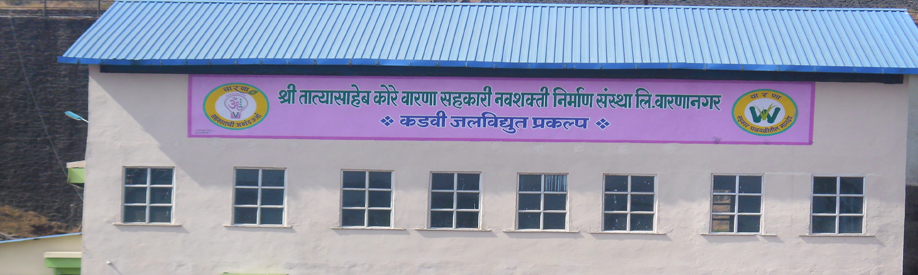 श्री तात्यासाहेब कोरे वारणा सहकारी नवशक्ती निर्माण संस्था लि.वारणानगर
❖ कडवी जलविद्युत प्रकल्प ❖